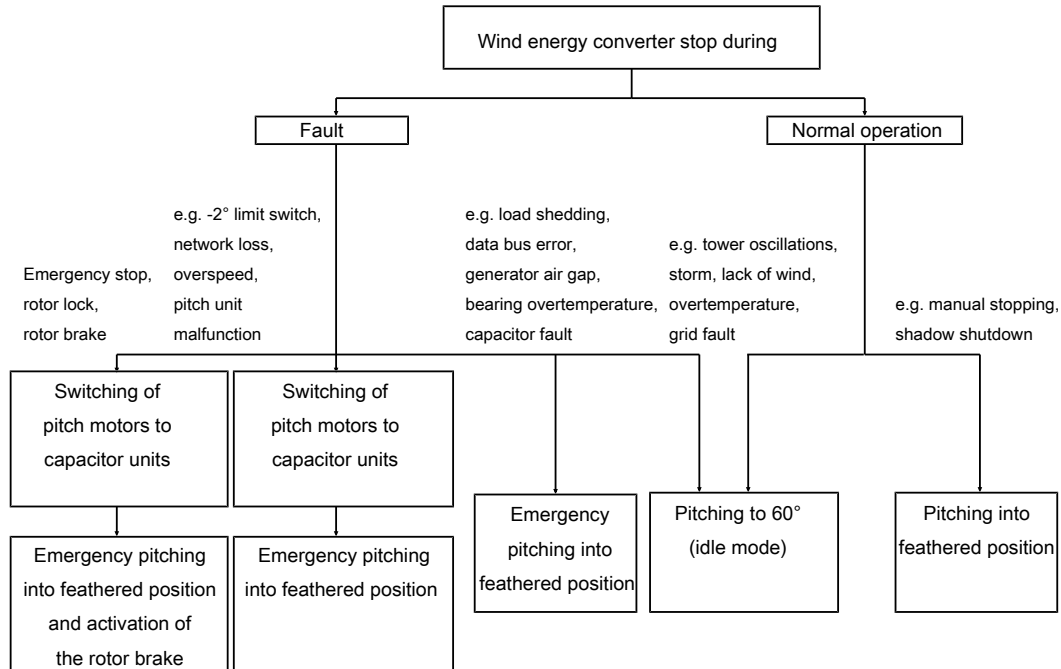 Wind energy converter stop during
Fault
Normal operation
Emergency stop,
rotor lock,
rotor brake
e.g. -2° limit switch,
network loss,
overspeed,
pitch unit
malfunction
e.g. load shedding,
data bus error,
generator air gap,
bearing overtemperature,
capacitor fault
e.g. tower oscillations,
storm, lack of wind,
overtemperature,
grid fault
e.g. manual stopping,
shadow shutdown
Switching of
pitch motors to
capacitor units
Switching of
pitch motors to
capacitor units
Emergency
pitching into
feathered position
Pitching to 60°
(idle mode)
Pitching into
feathered position
Emergency pitching
into feathered position
and activation of
the rotor brake
Emergency pitching
into feathered position